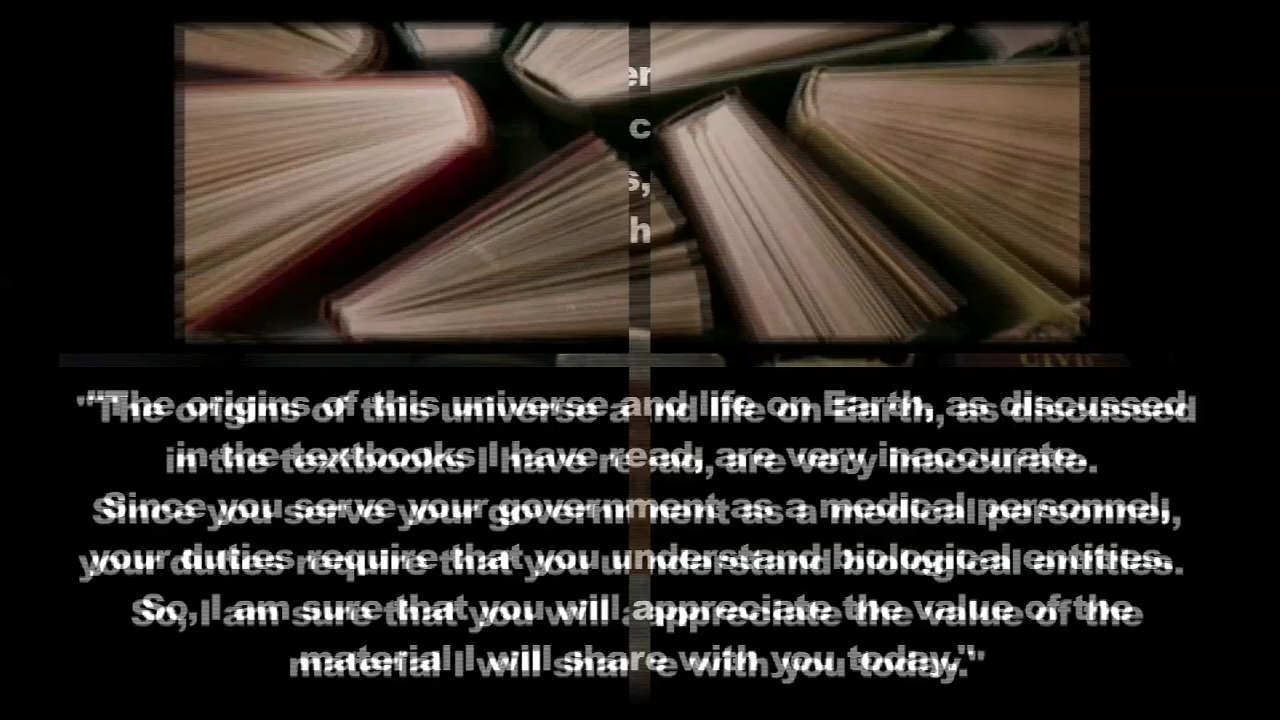 er
c
s,
h
CIVIC
"The origins of this universe and life on Earth, as discussed
in the textbooks I have read, are very inaccurate.
Since you serve your government as a medical personnel,
your duties require that you understand biological entities.
So, I am sure that you will appreciate the value of the
material I will share with you today."